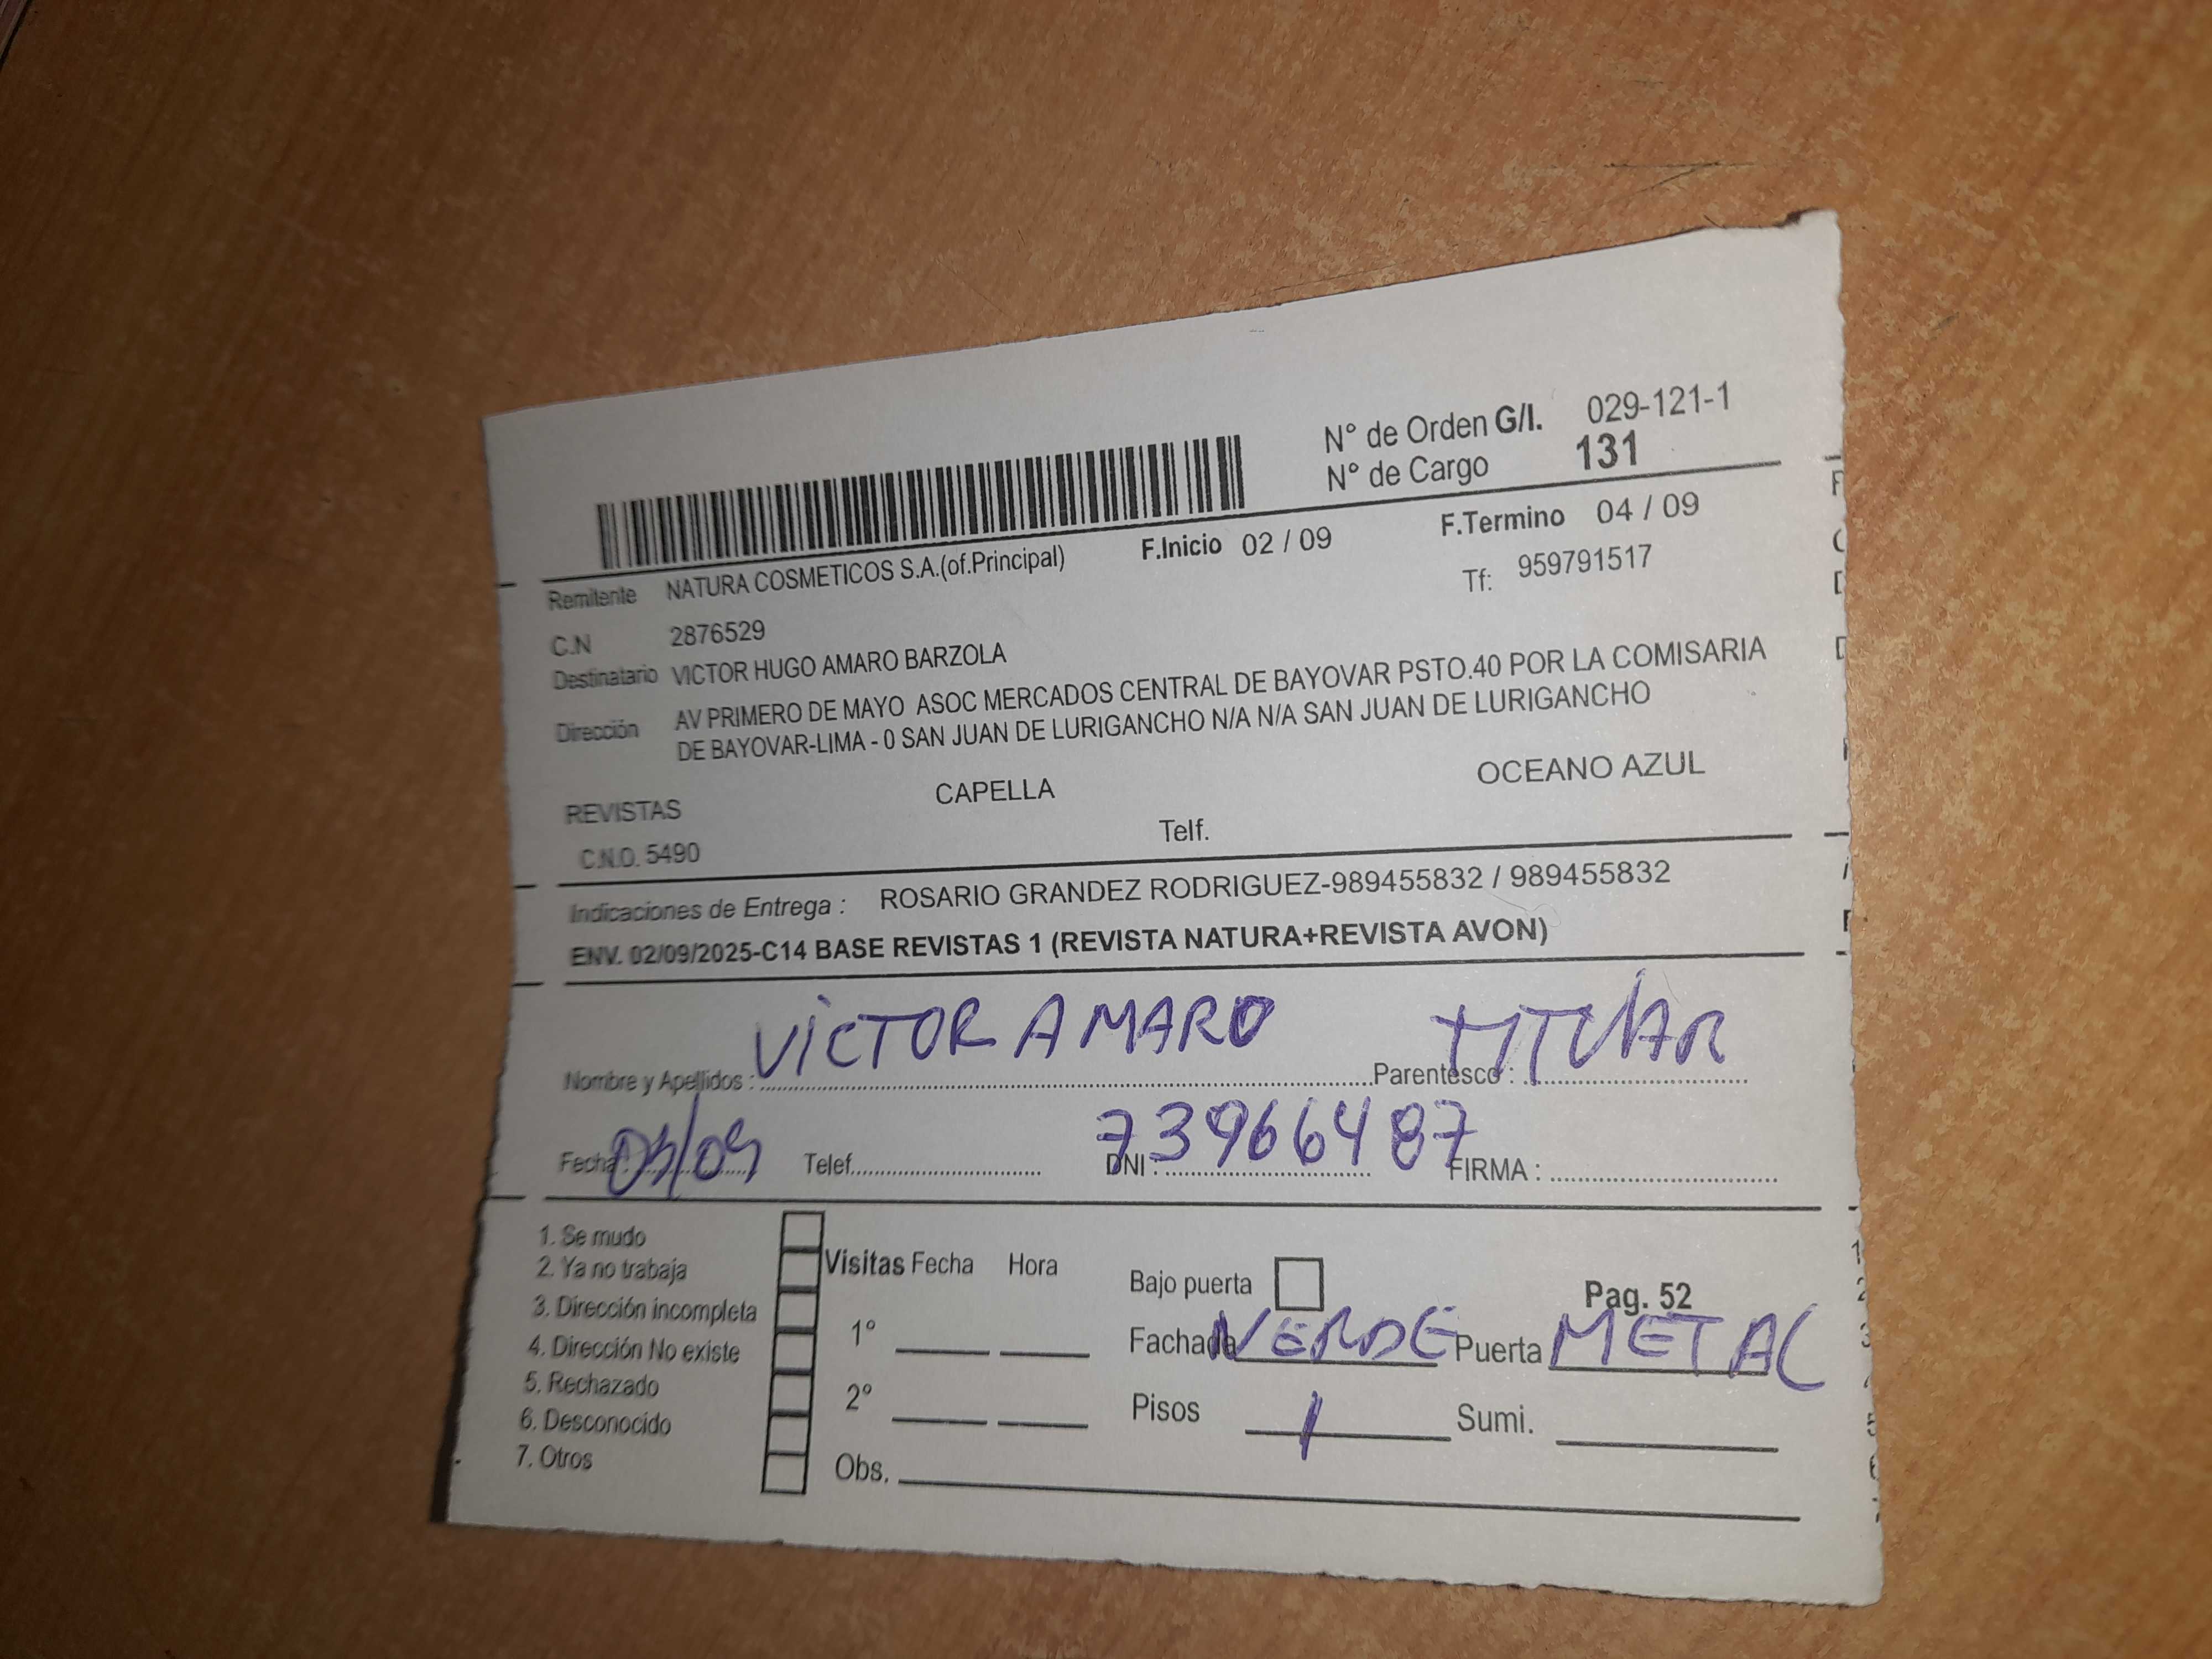 N° de Orden G/I. 029-121-1
N° de Cargo 131
F.Inicio 02 / 09 F.Termino 04 / 09
Remitente NATURA COSMETICOS S.A.(of.Principal) Tf: 959791517
C.N 2876529
Destinatario VICTOR HUGO AMARO BARZOLA
Dirección AV PRIMERO DE MAYO ASOC MERCADOS CENTRAL DE BAYOVAR PSTO.40 POR LA COMISARIA
DE BAYOVAR-LIMA - 0 SAN JUAN DE LURIGANCHO N/A N/A SAN JUAN DE LURIGANCHO
REVISTAS CAPELLA OCEANO AZUL
C.N.O. 5490 Telf.
Indicaciones de Entrega : ROSARIO GRANDEZ RODRIGUEZ-989455832 / 989455832
ENV. 02/09/2025-C14 BASE REVISTAS 1 (REVISTA NATURA+REVISTA AVON)
Nombre y Apellidos : VICTOR AMARO Parentesco : TITULAR
Fecha : 03/09 Telef. DNI : 73966487 FIRMA :
1. Se mudo
2. Ya no trabaja Visitas Fecha Hora Bajo puerta Pag. 52
3. Dirección incompleta
4. Dirección No existe 1° Fachada VERDE Puerta METAL
5. Rechazado
6. Desconocido 2° Pisos 1 Sumi.
7. Otros Obs.